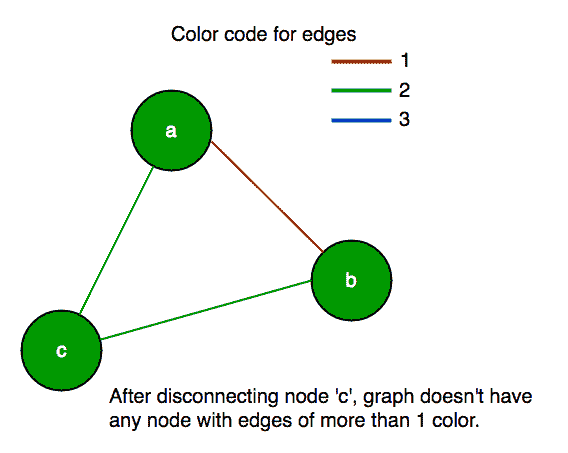 Color code for edges
1
2
3
a
b
c
After disconnecting node 'c', graph doesn't have
any node with edges of more than 1 color.